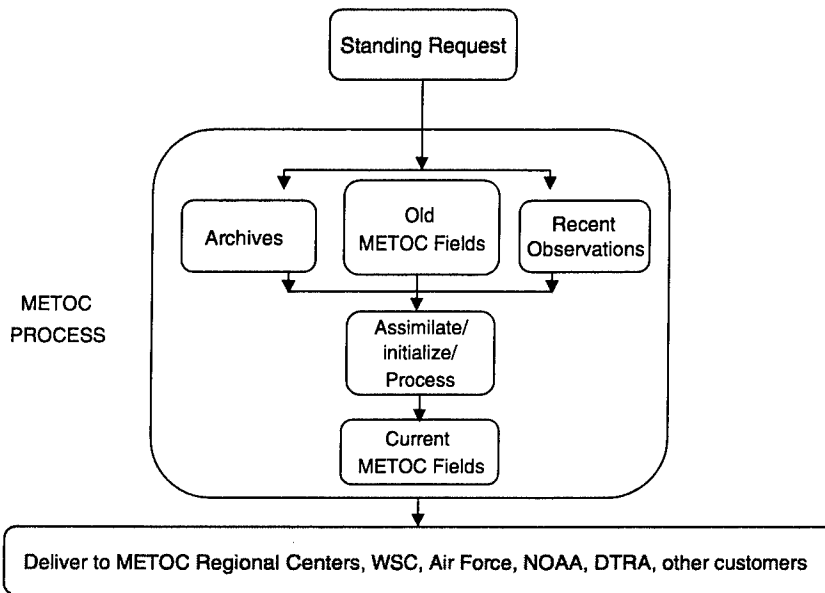 Standing Request
Archives
Old
METOC Fields
Recent
Observations
METOC
PROCESS
Assimilate/
initialize/
Process
Current
METOC Fields
Deliver to METOC Regional Centers, WSC, Air Force, NOAA, DTRA, other customers